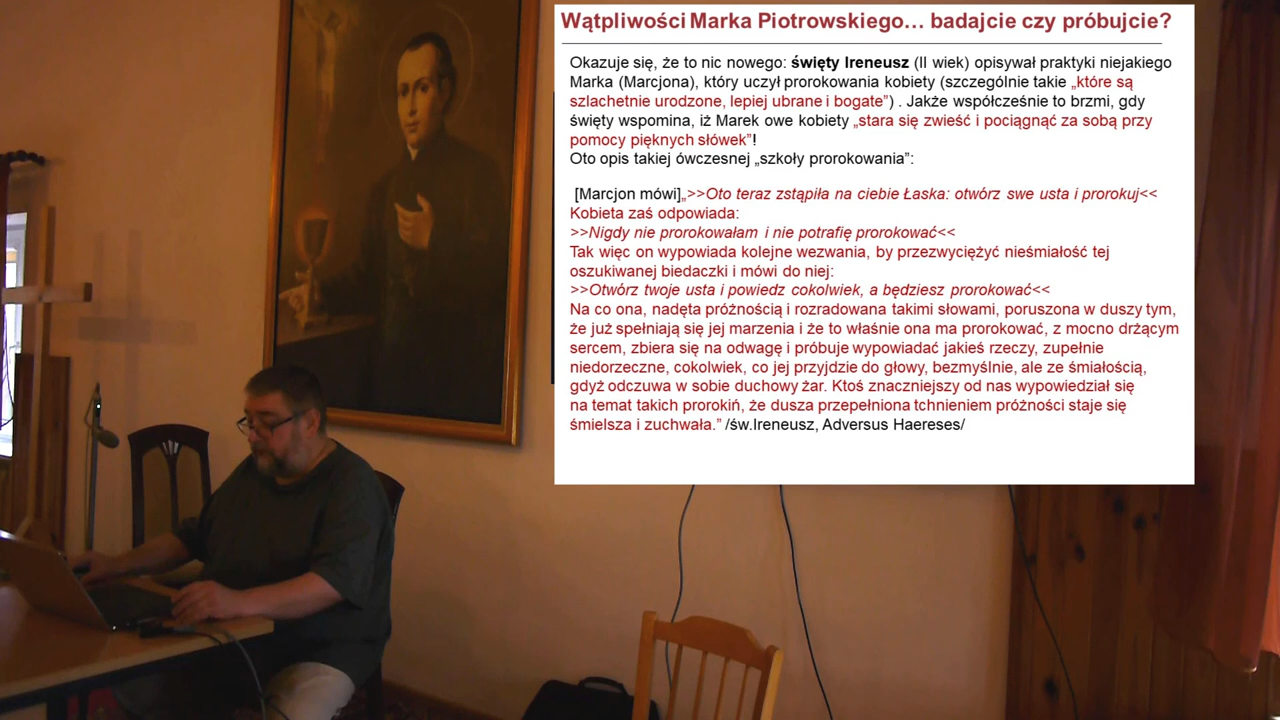 Wątpliwości Marka Piotrowskiego… badajcie czy próbujcie?
Okazuje się, że to nic nowego: święty Ireneusz (II wiek) opisywał praktyki niejakiego
Marka (Marcjona), który uczył prorokowania kobiety (szczególnie takie „które są
szlachetnie urodzone, lepiej ubrane i bogate”) . Jakże współcześnie to brzmi, gdy
święty wspomina, iż Marek owe kobiety „stara się zwieść i pociągnąć za sobą przy
pomocy pięknych słówek”!
Oto opis takiej ówczesnej „szkoły prorokowania”:
[Marcjon mówi]„>>Oto teraz zstąpiła na ciebie Łaska: otwórz swe usta i prorokuj<<
Kobieta zaś odpowiada:
>>Nigdy nie prorokowałam i nie potrafię prorokować<<
Tak więc on wypowiada kolejne wezwania, by przezwyciężyć nieśmiałość tej
oszukiwanej biedaczki i mówi do niej:
>>Otwórz twoje usta i powiedz cokolwiek, a będziesz prorokować<<
Na co ona, nadęta próżnością i rozradowana takimi słowami, poruszona w duszy tym,
że już spełniają się jej marzenia i że to właśnie ona ma prorokować, z mocno drżącym
sercem, zbiera się na odwagę i próbuje wypowiadać jakieś rzeczy, zupełnie
niedorzeczne, cokolwiek, co jej przyjdzie do głowy, bezmyślnie, ale ze śmiałością,
gdyż odczuwa w sobie duchowy żar. Ktoś znaczniejszy od nas wypowiedział się
na temat takich prorokiń, że dusza przepełniona tchnieniem próżności staje się
śmielsza i zuchwała.” /św.Ireneusz, Adversus Haereses/